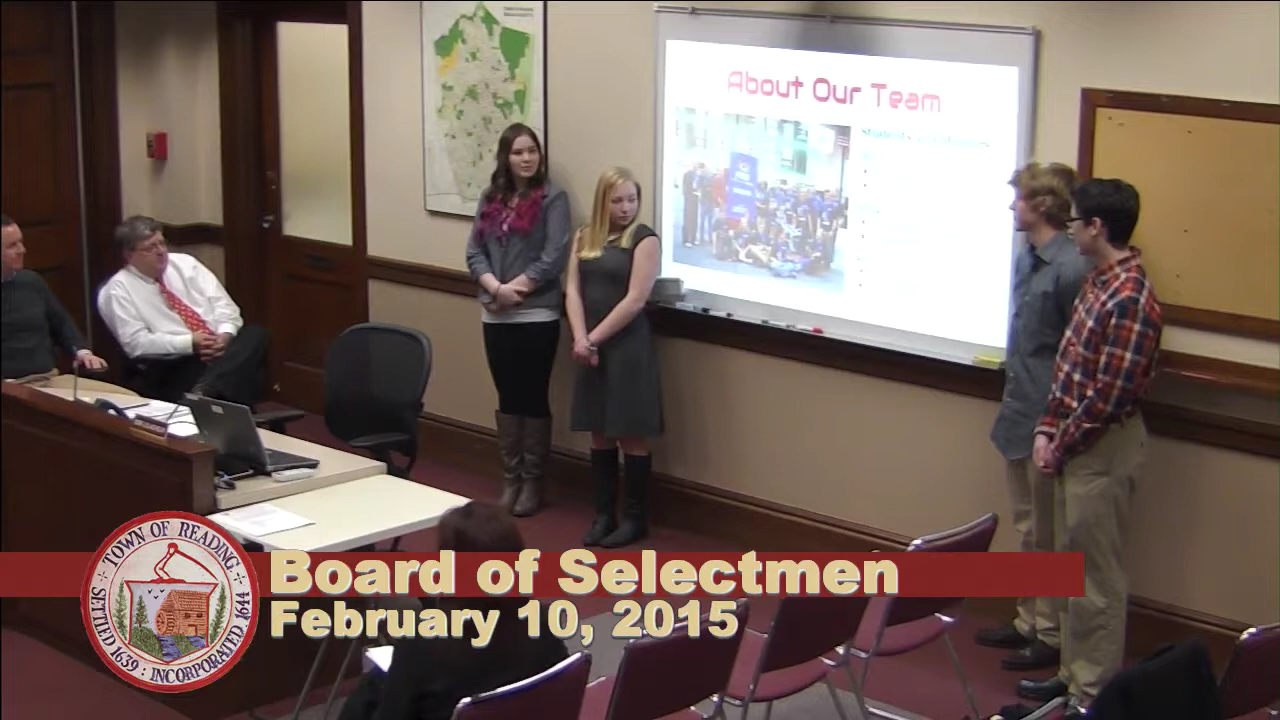 About Our Team
TOWN OF READING
SETTLED 1639 : INCORPORATED 1644
Board of Selectmen
February 10, 2015